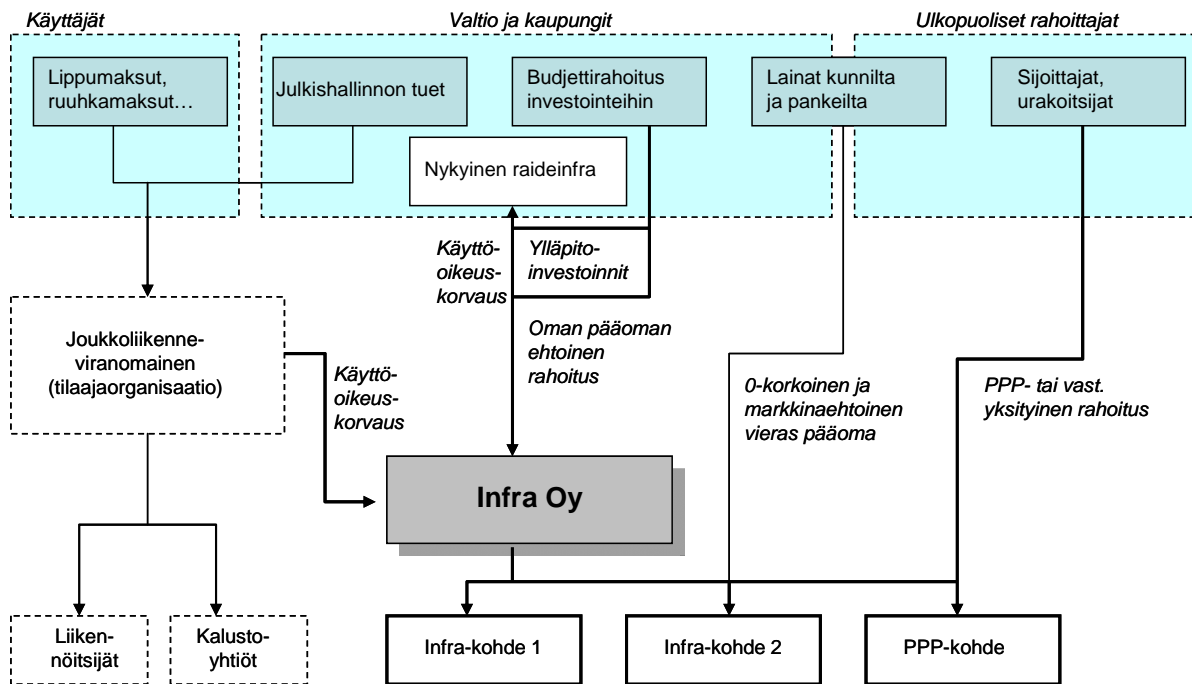 Käyttäjät
Valtio ja kaupungit
Ulkopuoliset rahoittajat
Lippumaksut,
ruuhkamaksut…
Julkishallinnon tuet
Budjettirahoitus
investointeihin
Lainat kunnilta
ja pankeilta
Sijoittajat,
urakoitsijat
Nykyinen raideinfra
Käyttö-
oikeus-
korvaus
Ylläpito-
investoinnit
Joukkoliikenne-
viranomainen
(tilaajaorganisaatio)
Käyttö-
oikeus-
korvaus
Oman pääoman
ehtoinen
rahoitus
0-korkoinen ja
markkinaehtoinen
vieras pääoma
PPP- tai vast.
yksityinen rahoitus
Infra Oy
Liiken-
nöitsijät
Kalusto-
yhtiöt
Infra-kohde 1
Infra-kohde 2
PPP-kohde